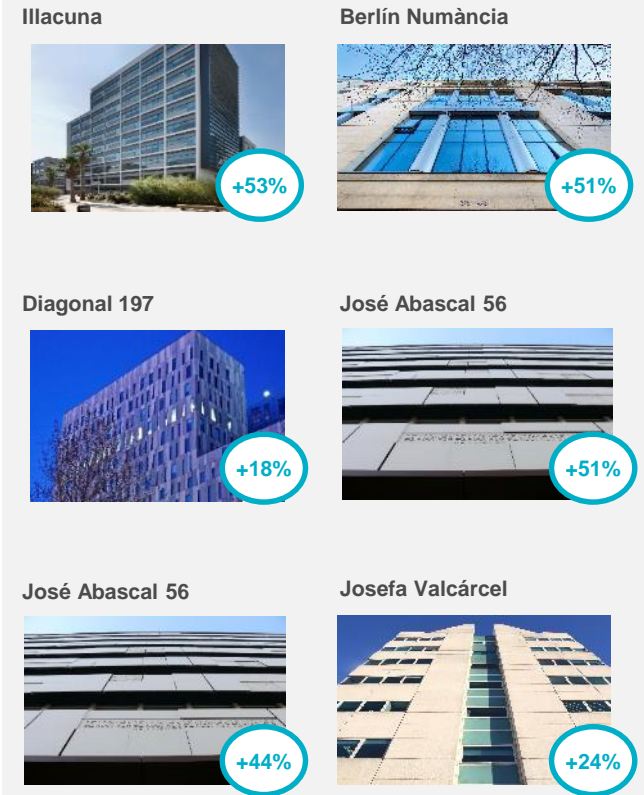 Illacuna
Berlín Numància
+53%
+51%
Diagonal 197
José Abascal 56
+18%
+51%
José Abascal 56
Josefa Valcárcel
+44%
+24%